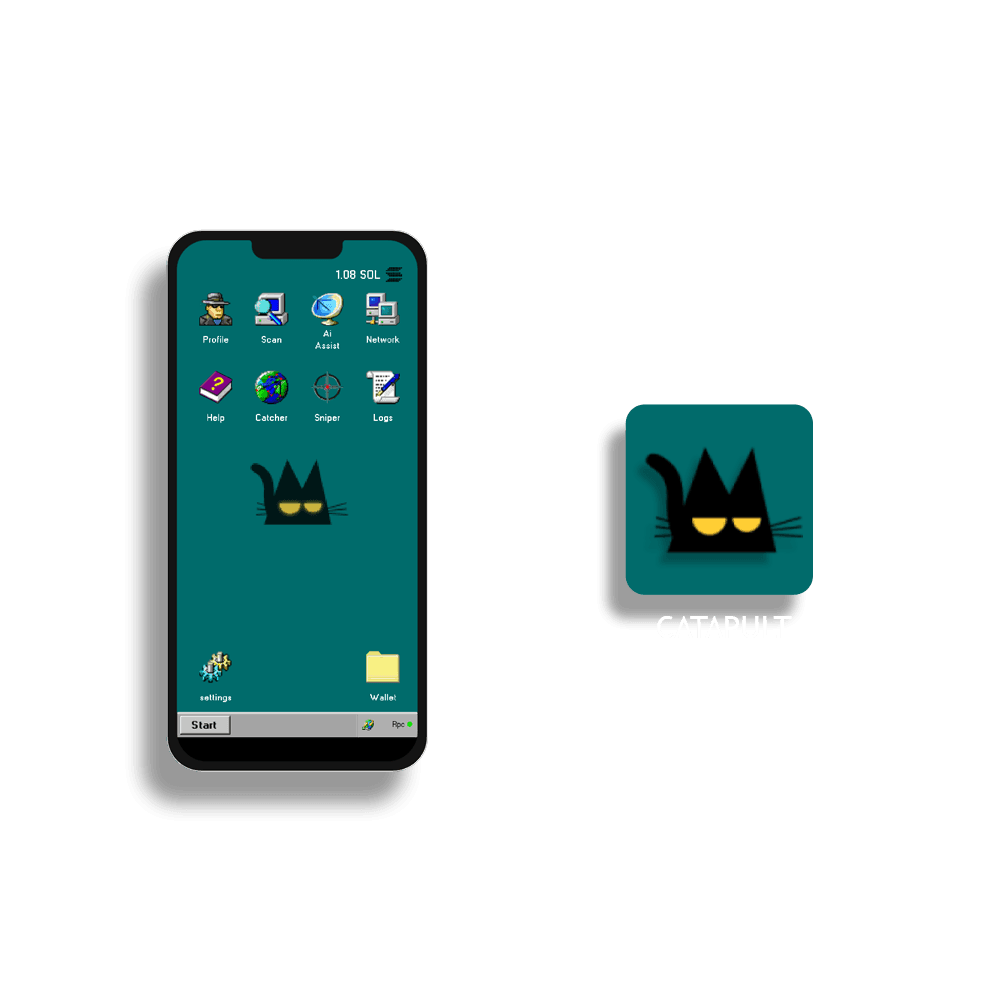 1.08 SOL
Profile
Scan
Ai
Assist
Network
Help
Catcher
Sniper
Logs
CATAPULT
settings
Wallet
Start
Rpc